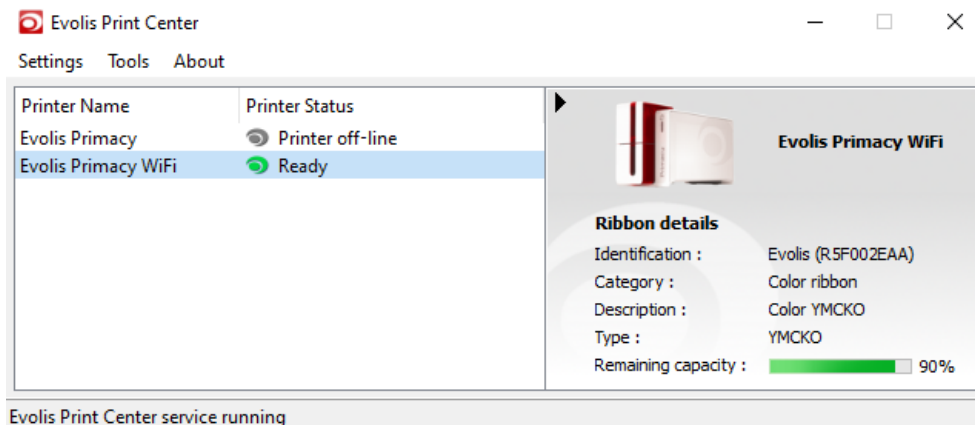 Evolis Print Center
Settings Tools About
Printer Name Printer Status
Evolis Primacy Printer off-line
Evolis Primacy WiFi Ready
Evolis Primacy WiFi
Ribbon details
Identification : Evolis (R5F002EAA)
Category : Color ribbon
Description : Color YMCKO
Type : YMCKO
Remaining capacity : 90%
Evolis Print Center service running